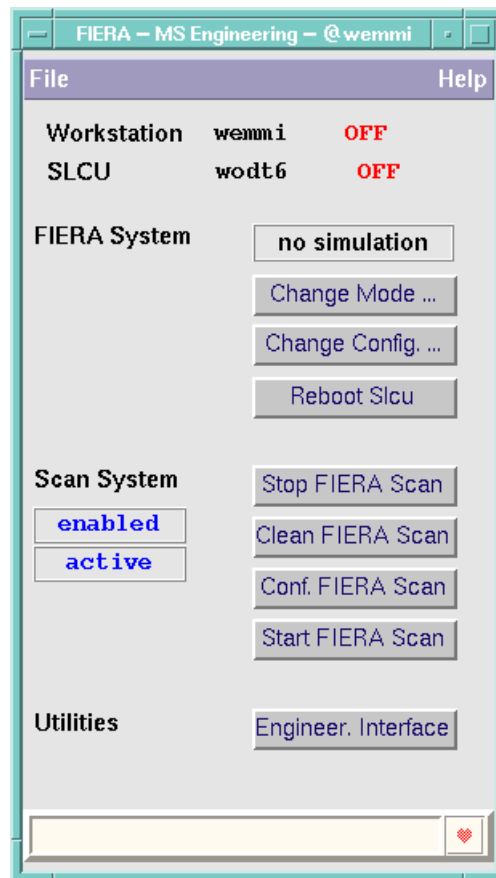 FIERA – MS Engineering – @wemmi
File Help
Workstation wemmi OFF
SLCU wodt6 OFF
FIERA System no simulation
Change Mode ...
Change Config. ...
Reboot Slcu
Scan System Stop FIERA Scan
enabled Clean FIERA Scan
active Conf. FIERA Scan
Start FIERA Scan
Utilities Engineer. Interface